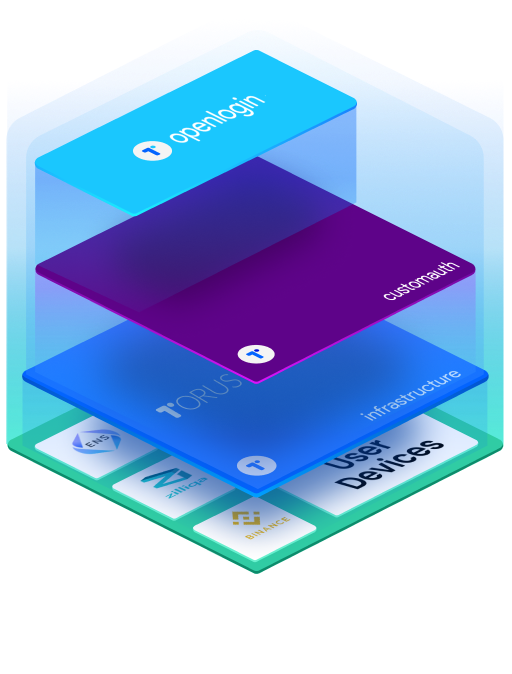 openlogin
customauth
TORUS
infrastructure
ENS
zilliqa
BINANCE
User
Devices